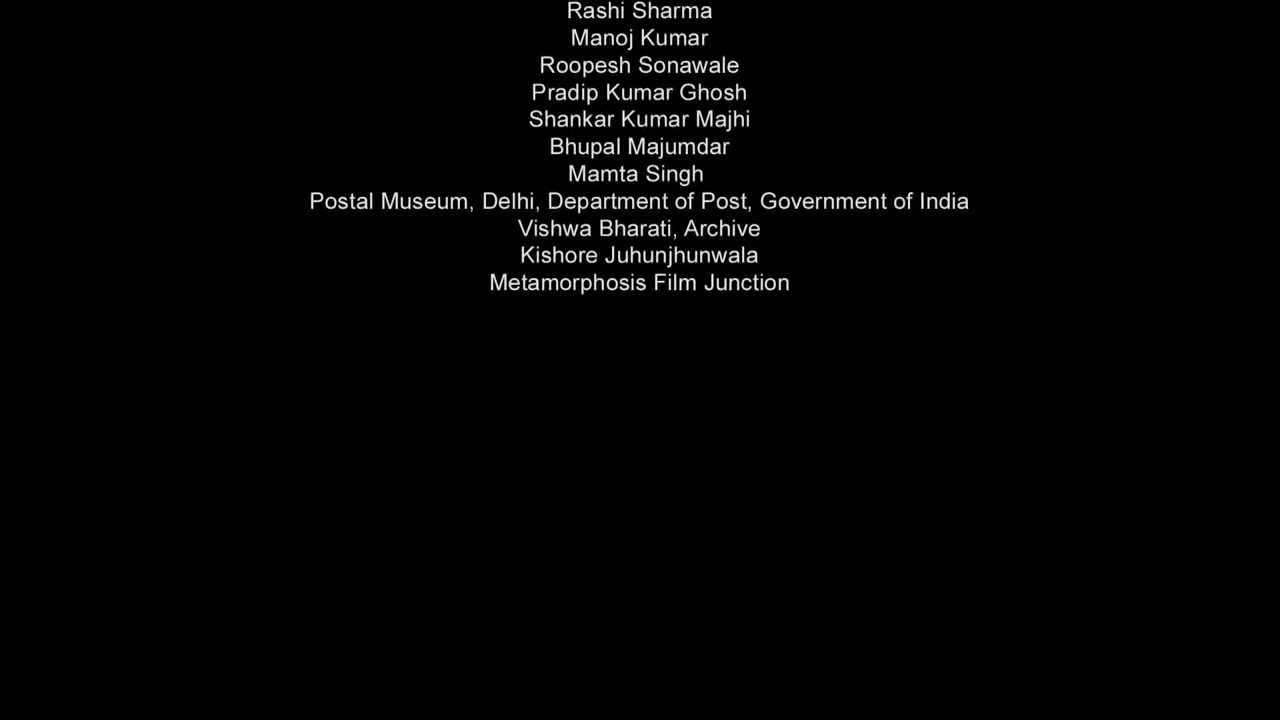 Rashi Sharma
Manoj Kumar
Roopesh Sonawale
Pradip Kumar Ghosh
Shankar Kumar Majhi
Bhupal Majumdar
Mamta Singh
Postal Museum, Delhi, Department of Post, Government of India
Vishwa Bharati, Archive
Kishore Juhunjhunwala
Metamorphosis Film Junction